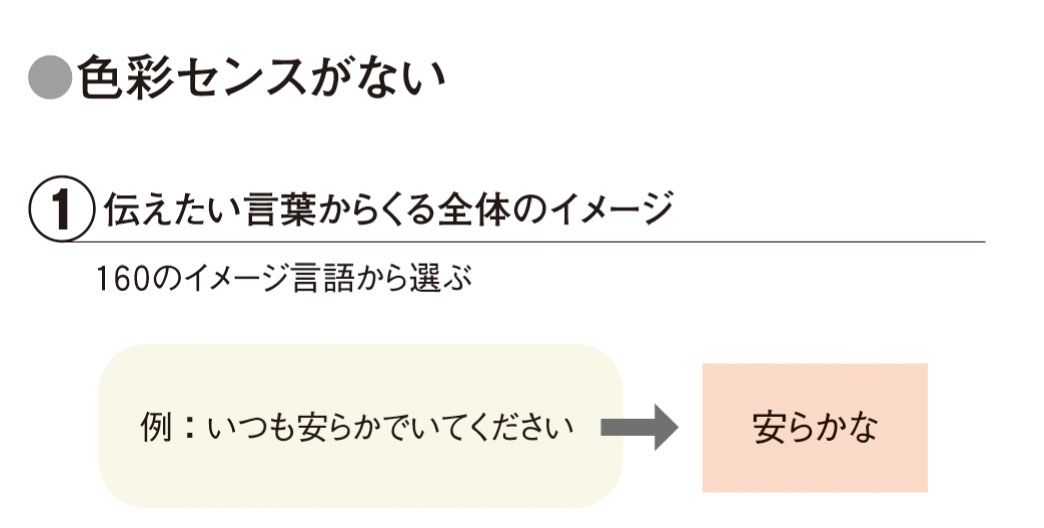 ●色彩センスがない
①伝えたい言葉からくる全体のイメージ
160のイメージ言語から選ぶ
例：いつも安らかでいてください
安らかな